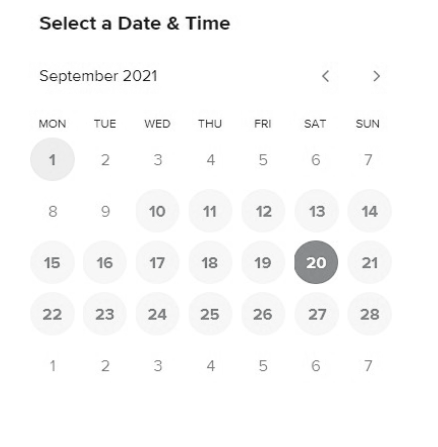 Select a Date & Time
September 2021
MON TUE WED THU FRI SAT SUN
1 2 3 4 5 6 7
8 9 10 11 12 13 14
15 16 17 18 19 20 21
22 23 24 25 26 27 28
1 2 3 4 5 6 7